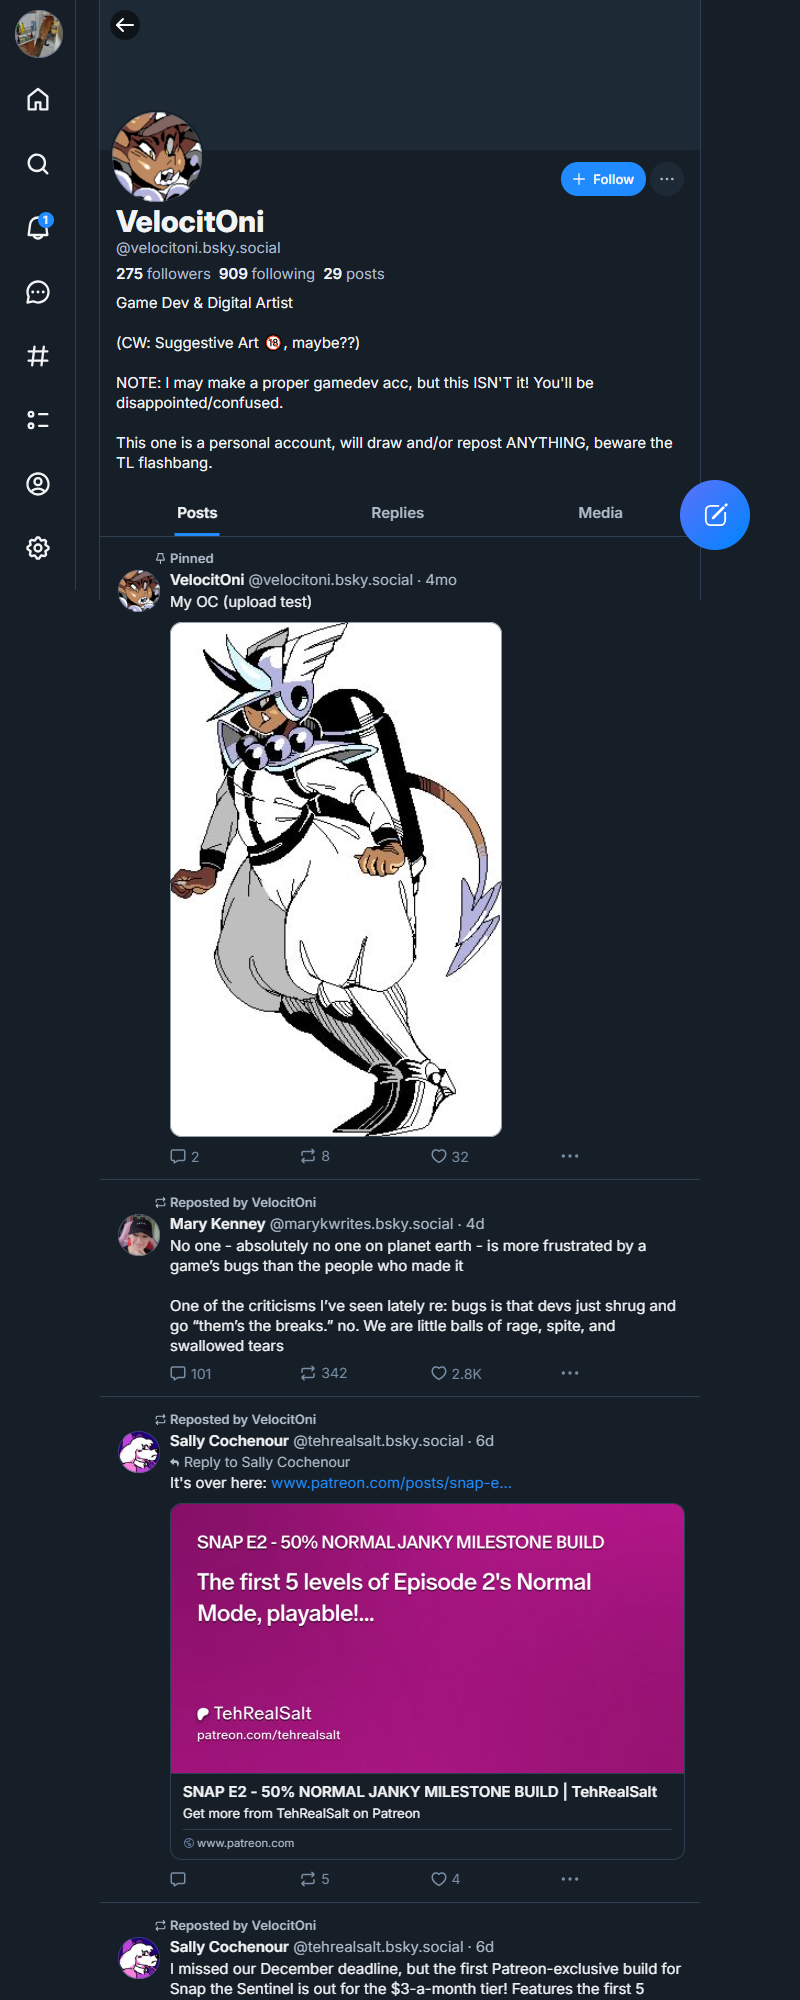 Follow
VelocitOni
@velocitoni.bsky.social
275 followers 909 following 29 posts
Game Dev & Digital Artist
(CW: Suggestive Art 🔞, maybe??)
NOTE: I may make a proper gamedev acc, but this ISN'T it! You'll be
disappointed/confused.
This one is a personal account, will draw and/or repost ANYTHING, beware the
TL flashbang.
Posts Replies Media
1
Pinned
VelocitOni @velocitoni.bsky.social · 4mo
My OC (upload test)
2 8 32
Reposted by VelocitOni
Mary Kenney @marykwrites.bsky.social · 4d
No one - absolutely no one on planet earth - is more frustrated by a
game’s bugs than the people who made it
One of the criticisms I’ve seen lately re: bugs is that devs just shrug and
go “them’s the breaks.” no. We are little balls of rage, spite, and
swallowed tears
101 342 2.8K
Reposted by VelocitOni
Sally Cochenour @tehrealsalt.bsky.social · 6d
Reply to Sally Cochenour
It's over here: www.patreon.com/posts/snap-e...
SNAP E2 - 50% NORMAL JANKY MILESTONE BUILD
The first 5 levels of Episode 2's Normal
Mode, playable!...
TehRealSalt
patreon.com/tehrealsalt
SNAP E2 - 50% NORMAL JANKY MILESTONE BUILD | TehRealSalt
Get more from TehRealSalt on Patreon
www.patreon.com
5 4
Reposted by VelocitOni
Sally Cochenour @tehrealsalt.bsky.social · 6d
I missed our December deadline, but the first Patreon-exclusive build for
Snap the Sentinel is out for the $3-a-month tier! Features the first 5